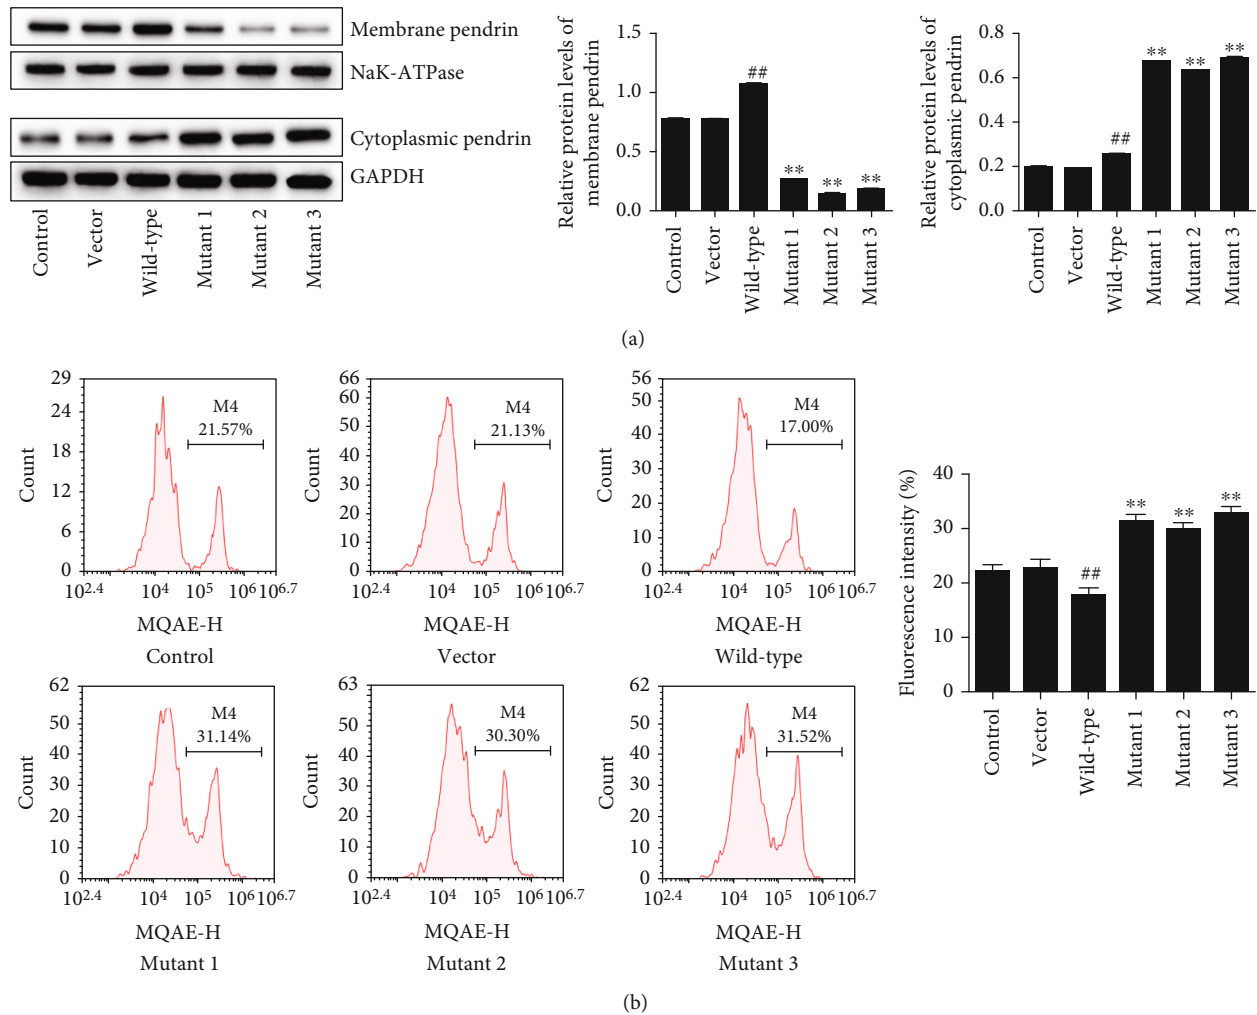 Membrane pendrin
NaK-ATPase
Cytoplasmic pendrin
GAPDH
Control
Vector
Wild-type
Mutant 1
Mutant 2
Mutant 3
Relative protein levels of
membrane pendrin
1.5
1.0
0.5
0.0
##
**
**
**
Control
Vector
Wild-type
Mutant 1
Mutant 2
Mutant 3
Relative protein levels of
cytoplasmic pendrin
0.8
0.6
0.4
0.2
0.0
##
**
**
**
Control
Vector
Wild-type
Mutant 1
Mutant 2
Mutant 3
(a)
Count
29
24
18
12
6
0
M4
21.57%
10^2.4 10^4 10^5 10^6 10^6.7
MQAE-H
Control
Count
66
60
50
40
30
20
10
0
M4
21.13%
10^2.4 10^4 10^5 10^6 10^6.7
MQAE-H
Vector
Count
56
50
40
30
20
10
0
M4
17.00%
10^2.4 10^4 10^5 10^6 10^6.7
MQAE-H
Wild-type
Count
62
50
40
30
20
10
0
M4
31.14%
10^2.4 10^4 10^5 10^6 10^6.7
MQAE-H
Mutant 1
Count
63
50
40
30
20
10
0
M4
30.30%
10^2.4 10^4 10^5 10^6 10^6.7
MQAE-H
Mutant 2
Count
62
50
40
30
20
10
0
M4
31.52%
10^2.4 10^4 10^5 10^6 10^6.7
MQAE-H
Mutant 3
Fluorescence intensity (%)
40
30
20
10
0
##
**
**
**
Control
Vector
Wild-type
Mutant 1
Mutant 2
Mutant 3
(b)